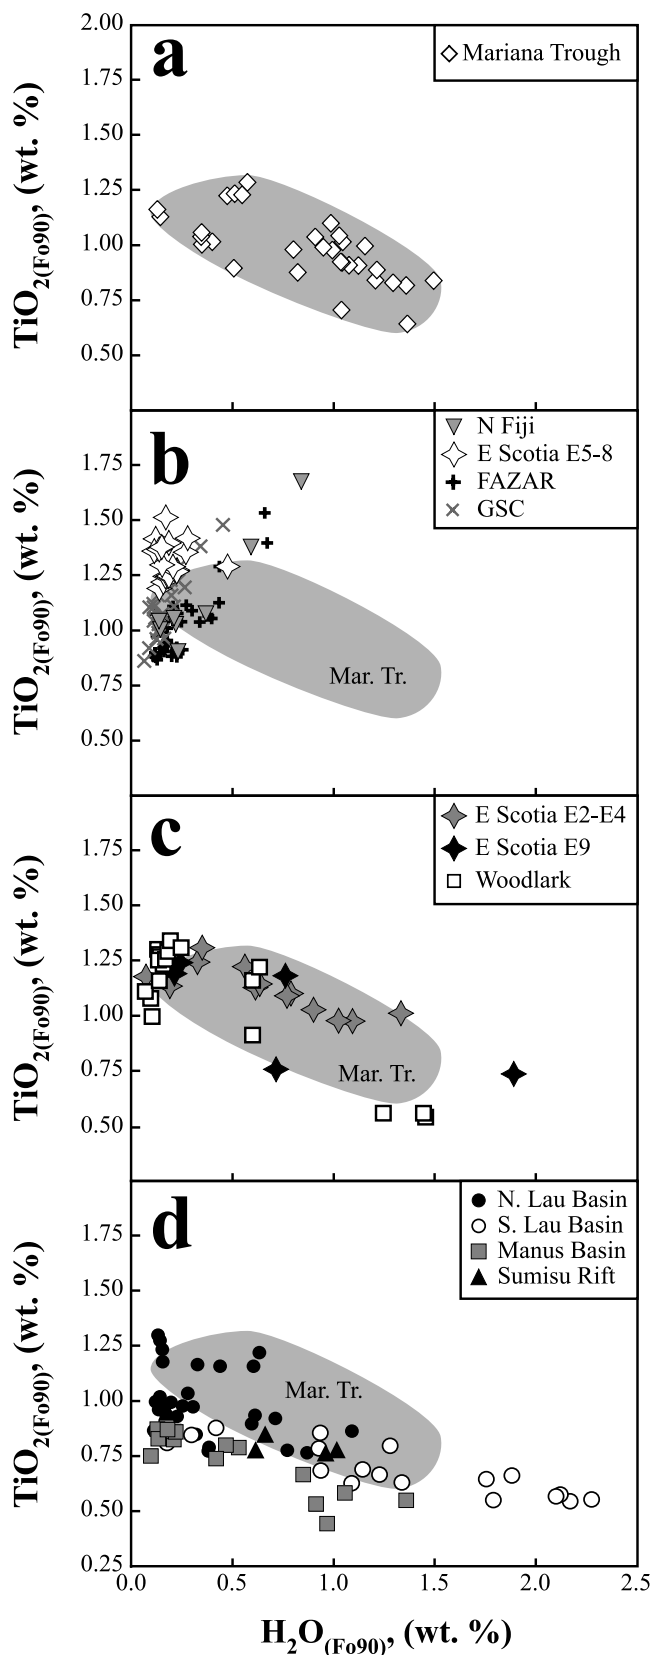 2.00
a
Mariana Trough
1.75
1.50
1.25
1.00
0.75
0.50
TiO2(Fo90), (wt. %)
b
N Fiji
E Scotia E5-8
FAZAR
GSC
1.75
1.50
1.25
1.00
0.75
0.50
TiO2(Fo90), (wt. %)
Mar. Tr.
c
E Scotia E2-E4
E Scotia E9
Woodlark
1.75
1.50
1.25
1.00
0.75
0.50
TiO2(Fo90), (wt. %)
Mar. Tr.
d
N. Lau Basin
S. Lau Basin
Manus Basin
Sumisu Rift
1.75
1.50
1.25
1.00
0.75
0.50
0.25
TiO2(Fo90), (wt. %)
Mar. Tr.
0.0 0.5 1.0 1.5 2.0 2.5
H2O(Fo90), (wt. %)